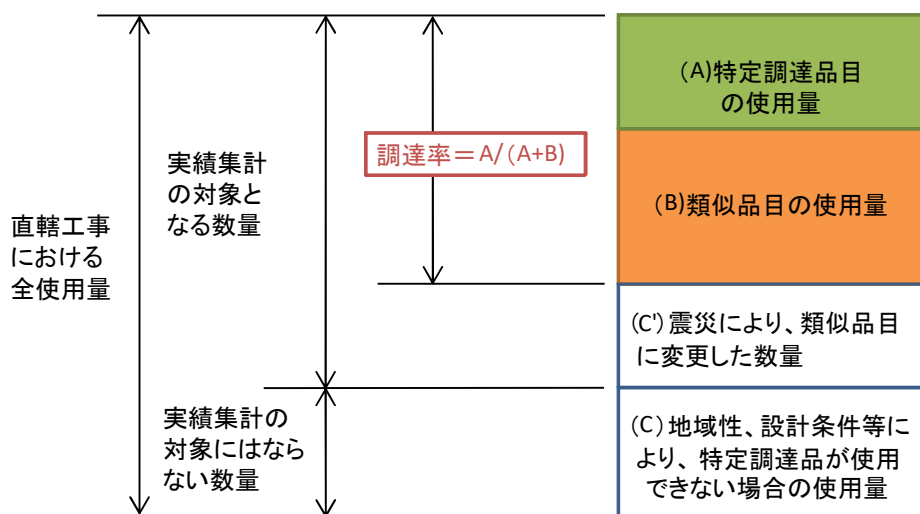 直轄工事
における
全使用量
実績集計
の対象と
なる数量
実績集計の
対象にはなら
ない数量
調達率＝A/(A+B)
(A)特定調達品目
の使用量
(B)類似品目の使用量
(C')震災により、類似品目
に変更した数量
(C)地域性、設計条件等に
より、特定調達品が使用
できない場合の使用量